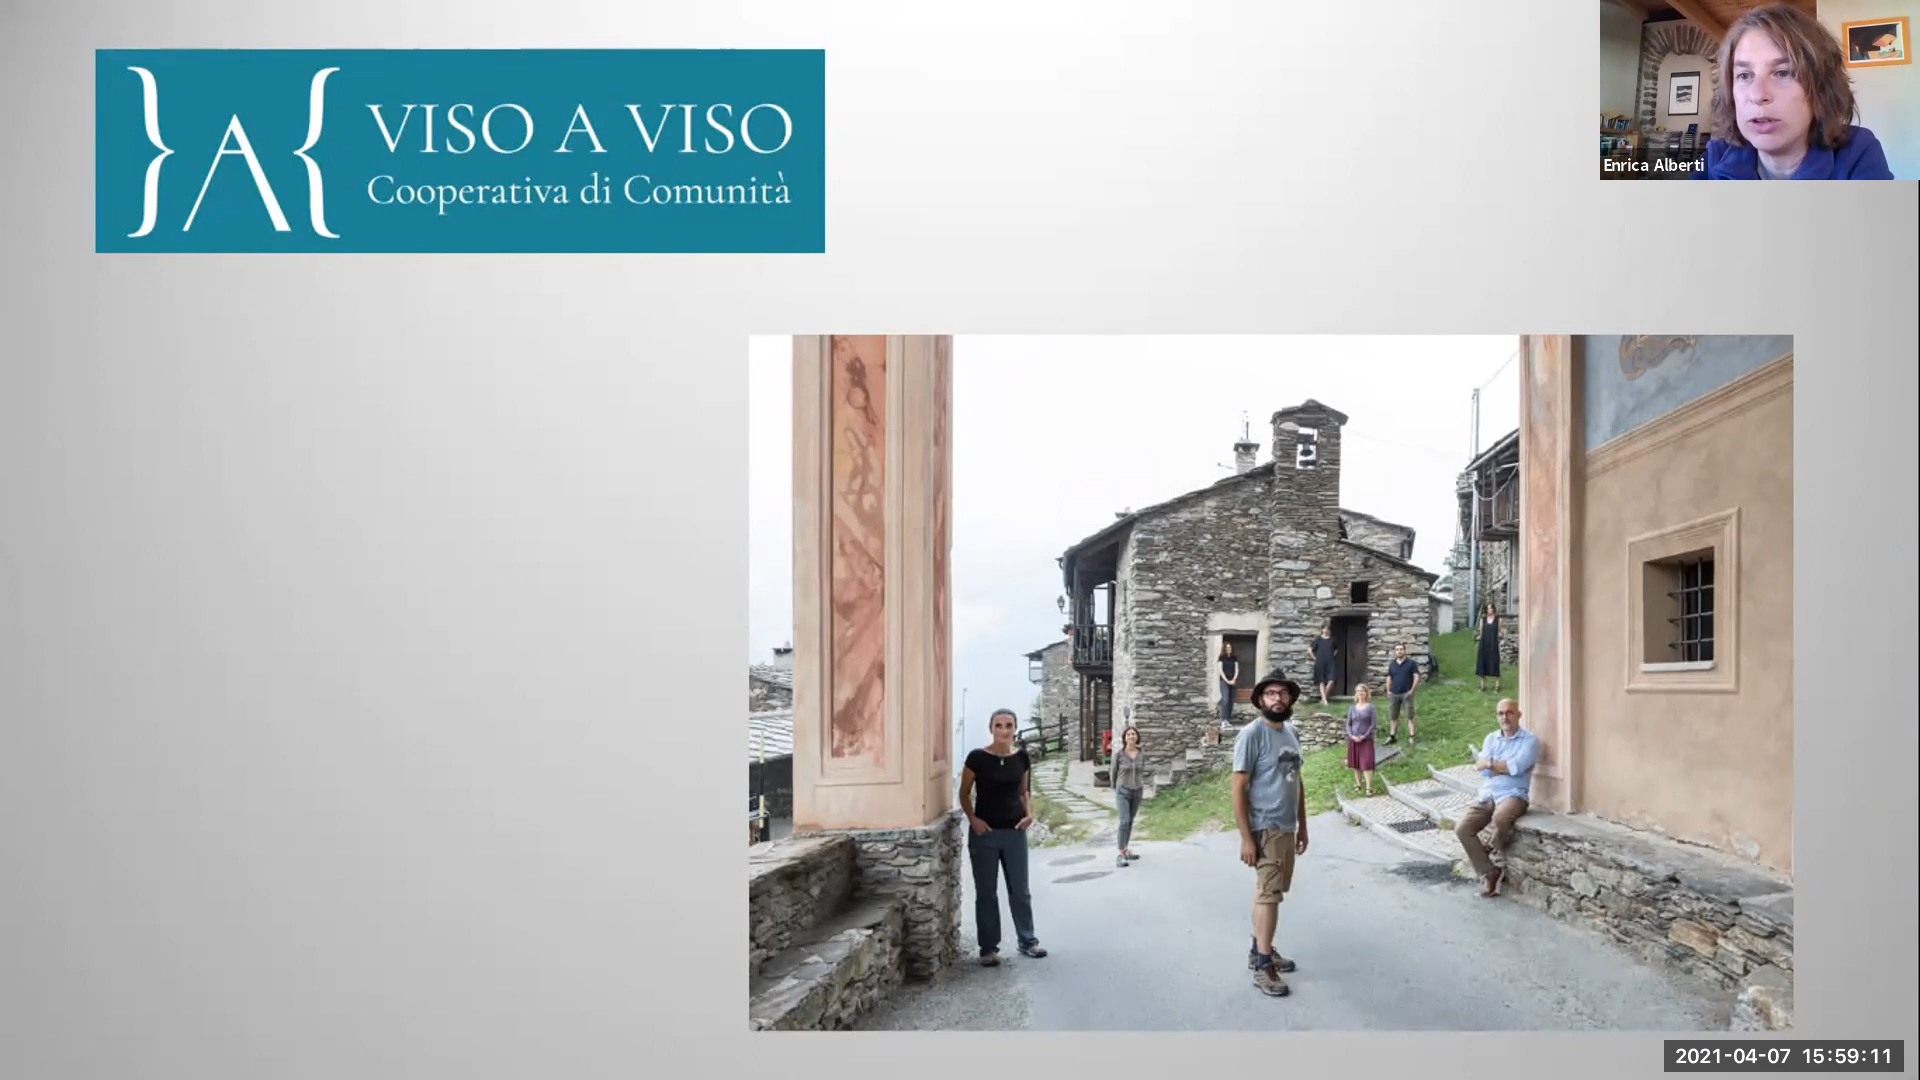 VISO A VISO
Cooperativa di Comunità
Enrica Alberti
2021-04-07 15:59:11